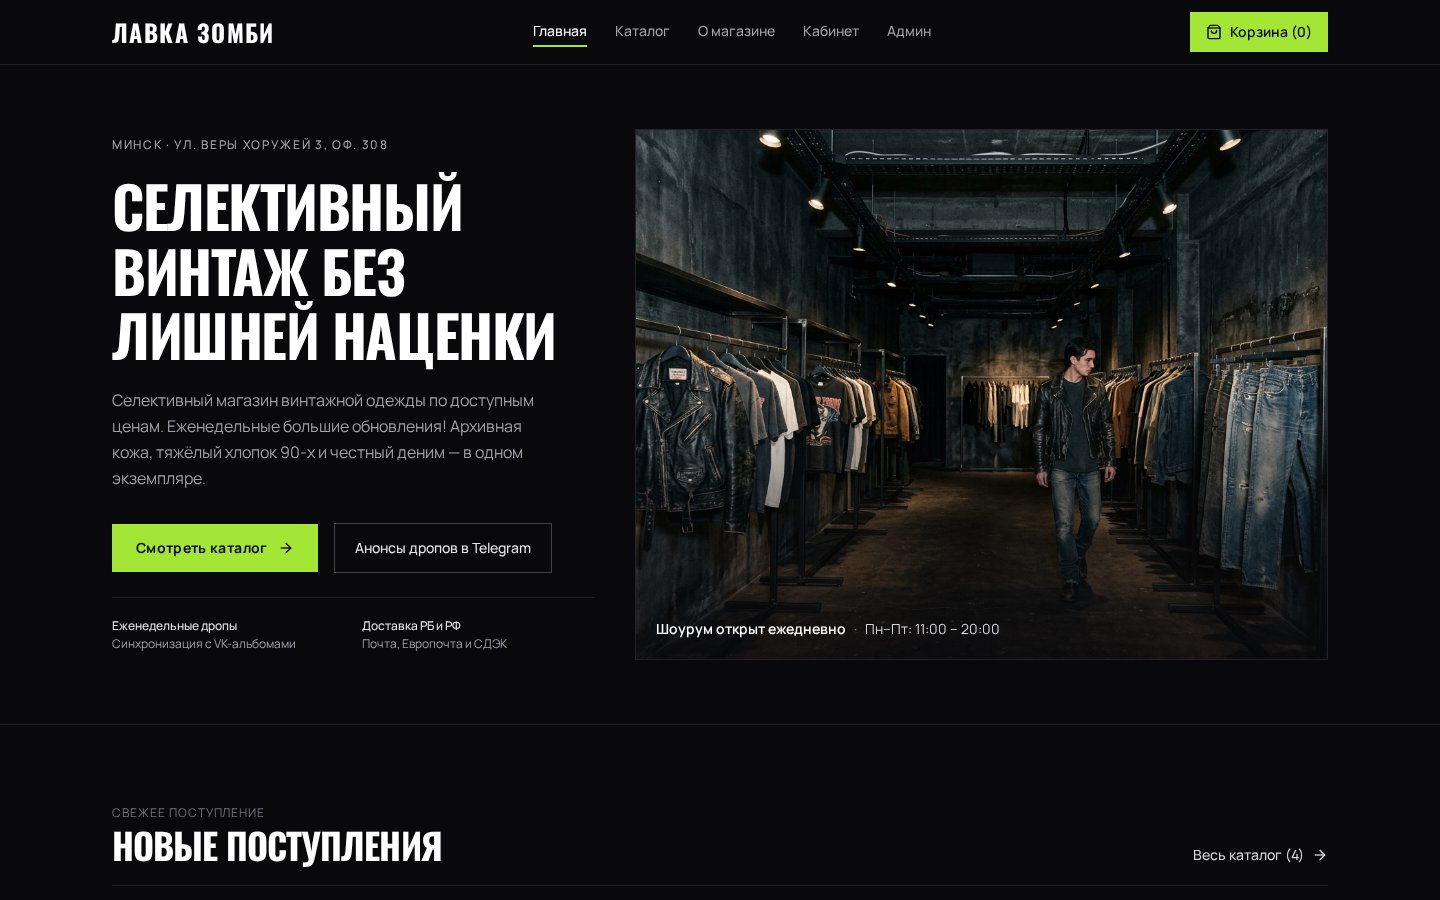 ЛАВКА ЗОМБИ
Главная
Каталог
О магазине
Кабинет
Админ
Корзина (0)
МИНСК · УЛ. ВЕРЫ ХОРУЖЕЙ 3, ОФ. 308
СЕЛЕКТИВНЫЙ
ВИНТАЖ БЕЗ
ЛИШНЕЙ НАЦЕНКИ
Селективный магазин винтажной одежды по доступным
ценам. Еженедельные большие обновления! Архивная
кожа, тяжёлый хлопок 90-х и честный деним — в одном
экземпляре.
Смотреть каталог
Анонсы дропов в Telegram
Еженедельные дропы
Синхронизация с VK-альбомами
Доставка РБ и РФ
Почта, Европочта и СДЭК
Шоурум открыт ежедневно · Пн–Пт: 11:00 – 20:00
СВЕЖЕЕ ПОСТУПЛЕНИЕ
НОВЫЕ ПОСТУПЛЕНИЯ
Весь каталог (4)